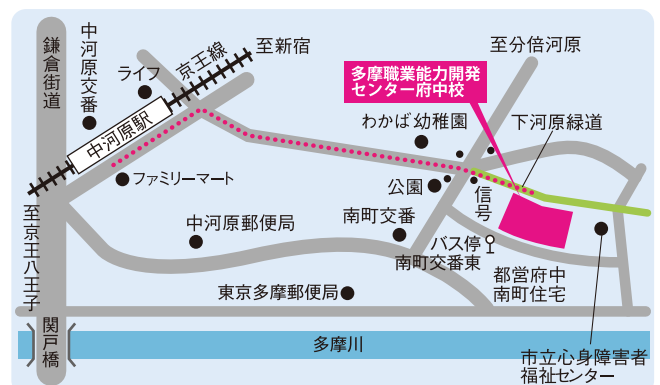 中河原交番
鎌倉街道
ライフ
京王線
至新宿
至分倍河原
多摩職業能力開発
センター府中校
わかば幼稚園
下河原緑道
中河原駅
ファミリーマート
公園
信号
至京王八王子
中河原郵便局
南町交番
バス停
南町交番東
都営府中
南町住宅
東京多摩郵便局
関戸橋
多摩川
市立心身障害者
福祉センター